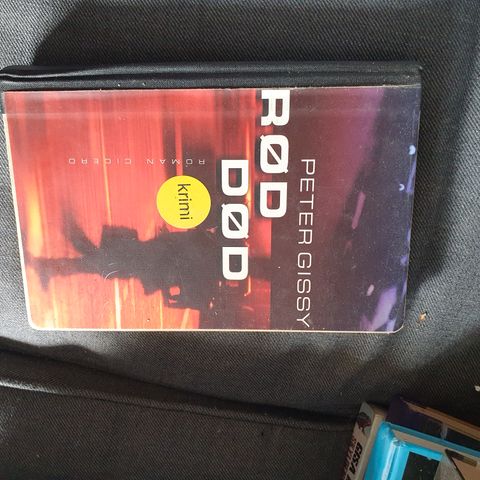 PETER GISSY
RØD
DØD
krimi
ROMAN CICERO